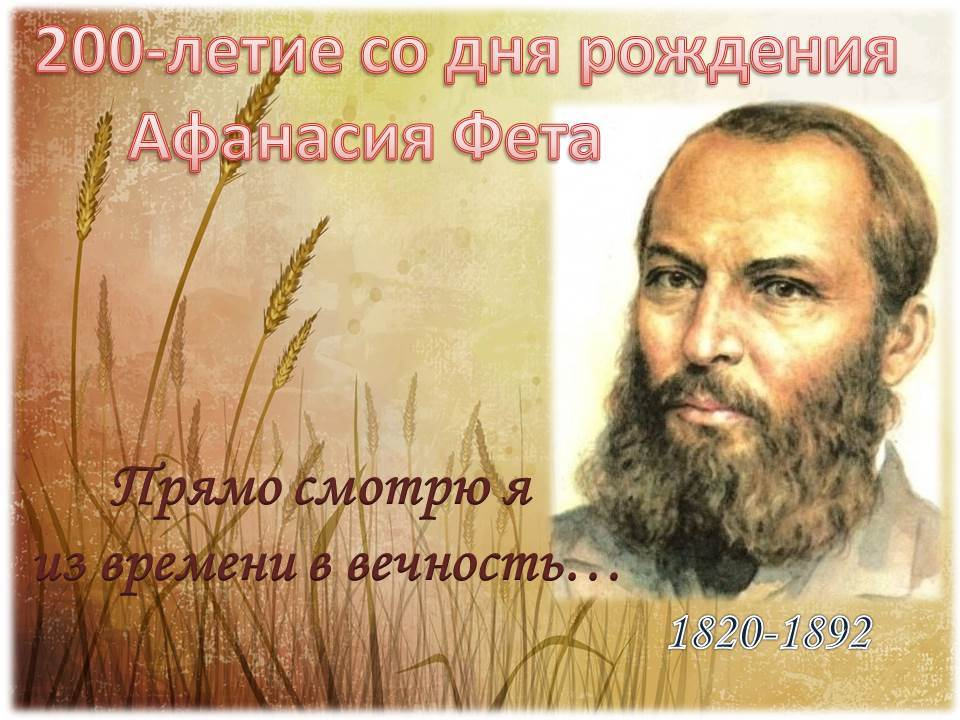 200-летие со дня рождения
Афанасия Фета
Прямо смотрю я
из времени в вечность...
1820-1892